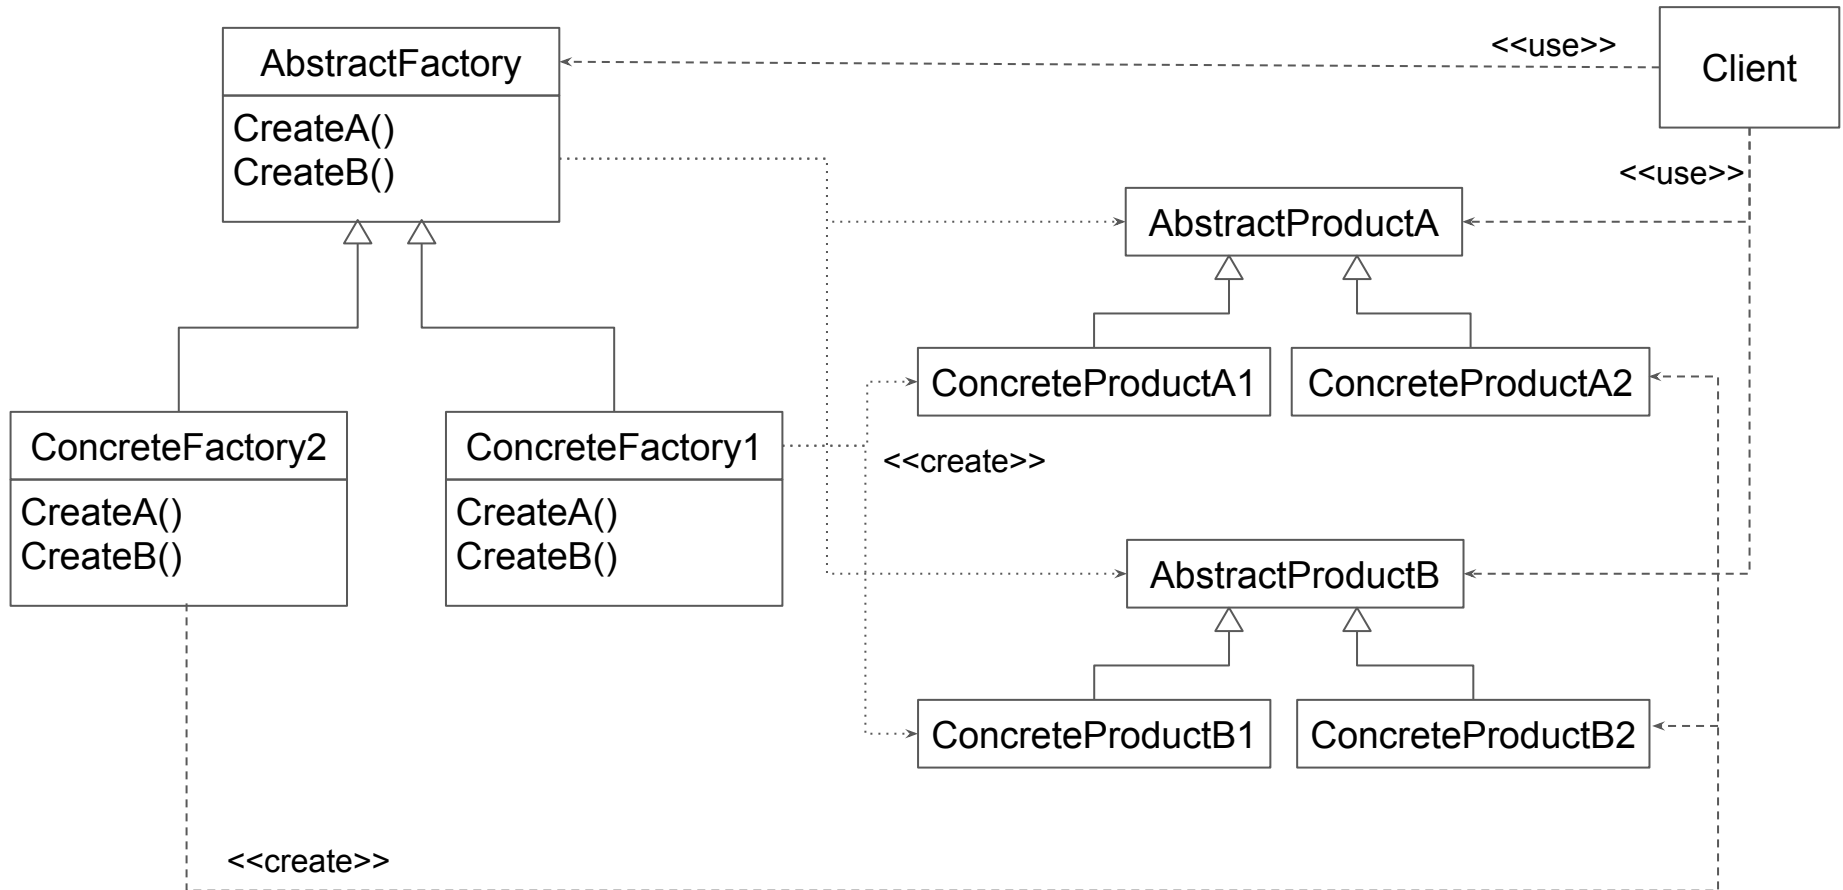 <<use>>
Client
AbstractFactory
CreateA()
CreateB()
<<use>>
AbstractProductA
ConcreteProductA1
ConcreteProductA2
ConcreteFactory2
CreateA()
CreateB()
ConcreteFactory1
CreateA()
CreateB()
<<create>>
AbstractProductB
ConcreteProductB1
ConcreteProductB2
<<create>>